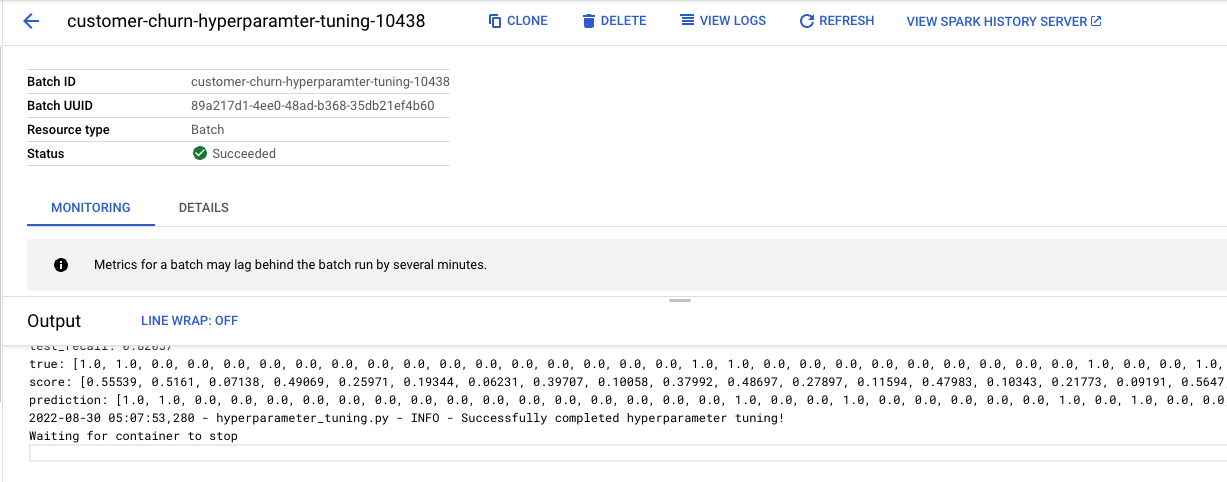 customer-churn-hyperparamter-tuning-10438 CLONE DELETE VIEW LOGS REFRESH VIEW SPARK HISTORY SERVER
Batch ID customer-churn-hyperparamter-tuning-10438
Batch UUID 89a217d1-4ee0-48ad-b368-35db21ef4b60
Resource type Batch
Status Succeeded
MONITORING DETAILS
Metrics for a batch may lag behind the batch run by several minutes.
Output LINE WRAP: OFF
test_recall: 0.82057
true: [1.0, 1.0, 0.0, 0.0, 0.0, 0.0, 0.0, 0.0, 0.0, 0.0, 0.0, 0.0, 0.0, 0.0, 0.0, 0.0, 0.0, 1.0, 1.0, 0.0, 0.0, 0.0, 0.0, 0.0, 0.0, 0.0, 0.0, 0.0, 1.0, 0.0, 0.0, 1.0,
score: [0.55539, 0.5161, 0.07138, 0.49069, 0.25971, 0.19344, 0.06231, 0.39707, 0.10058, 0.37992, 0.48697, 0.27897, 0.11594, 0.47983, 0.10343, 0.21773, 0.09191, 0.5647
prediction: [1.0, 1.0, 0.0, 0.0, 0.0, 0.0, 0.0, 0.0, 0.0, 0.0, 0.0, 0.0, 0.0, 0.0, 0.0, 0.0, 0.0, 1.0, 0.0, 0.0, 1.0, 0.0, 0.0, 0.0, 0.0, 0.0, 1.0, 0.0, 1.0, 0.0, 0.0,
2022-08-30 05:07:53,280 - hyperparameter_tuning.py - INFO - Successfully completed hyperparameter tuning!
Waiting for container to stop